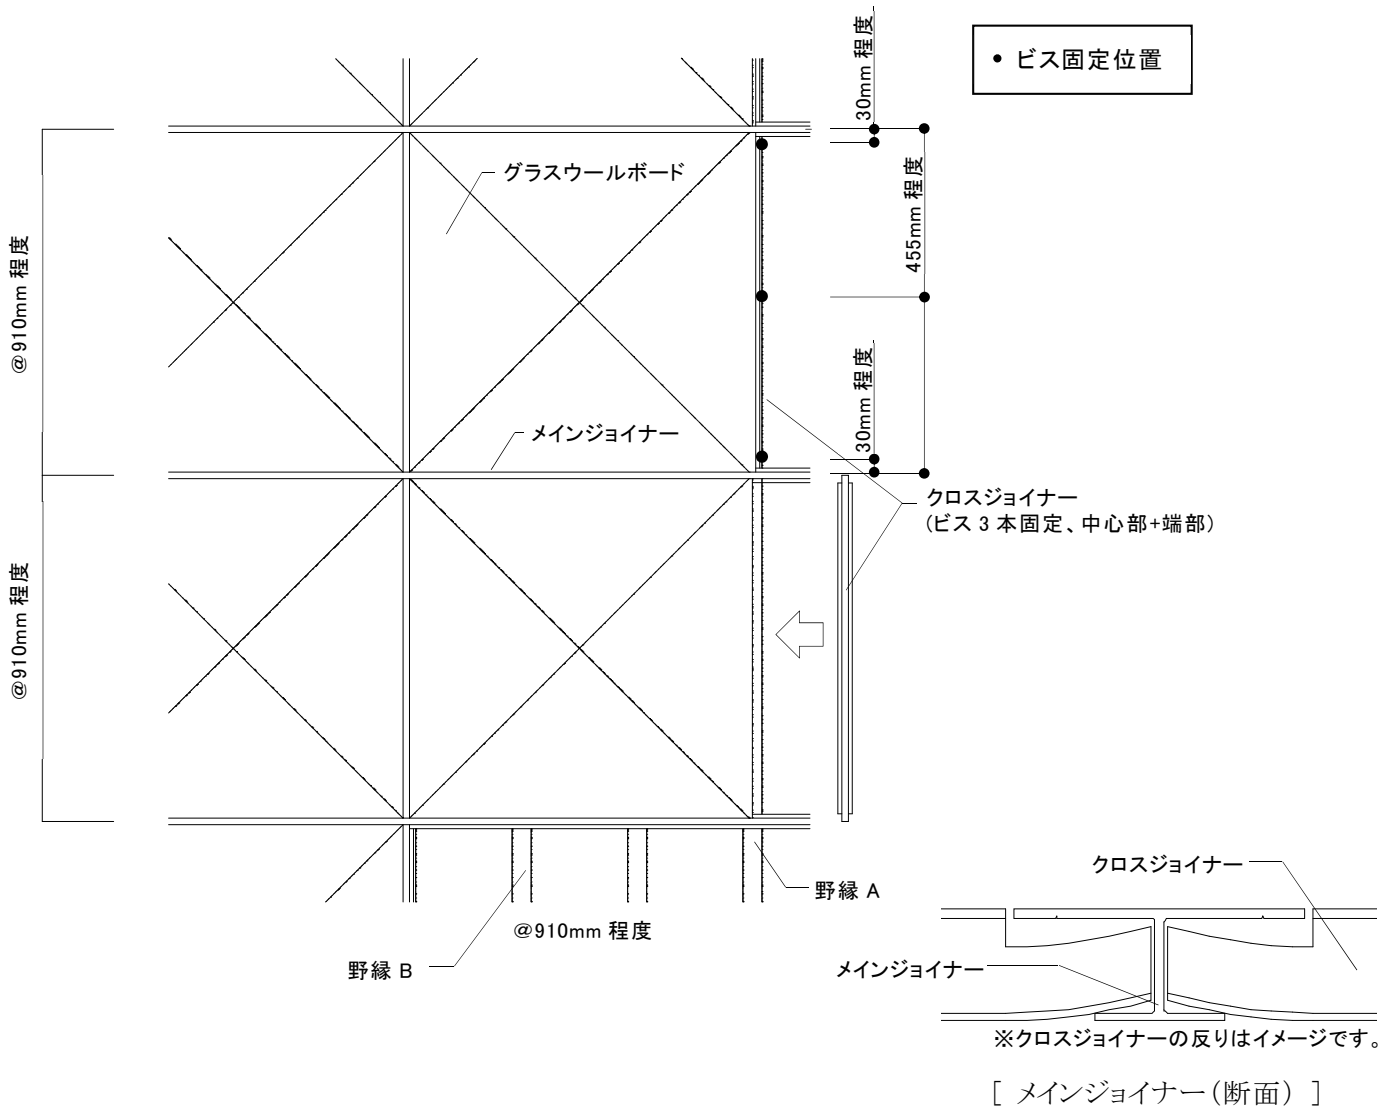 • ビス固定位置
30mm 程度
グラスウールボード
455mm 程度
@910mm 程度
30mm 程度
メインジョイナー
クロスジョイナー
(ビス 3 本固定、中心部+端部)
@910mm 程度
野縁 A
@910mm 程度
野縁 B
クロスジョイナー
メインジョイナー
※クロスジョイナーの反りはイメージです。
[ メインジョイナー(断面) ]